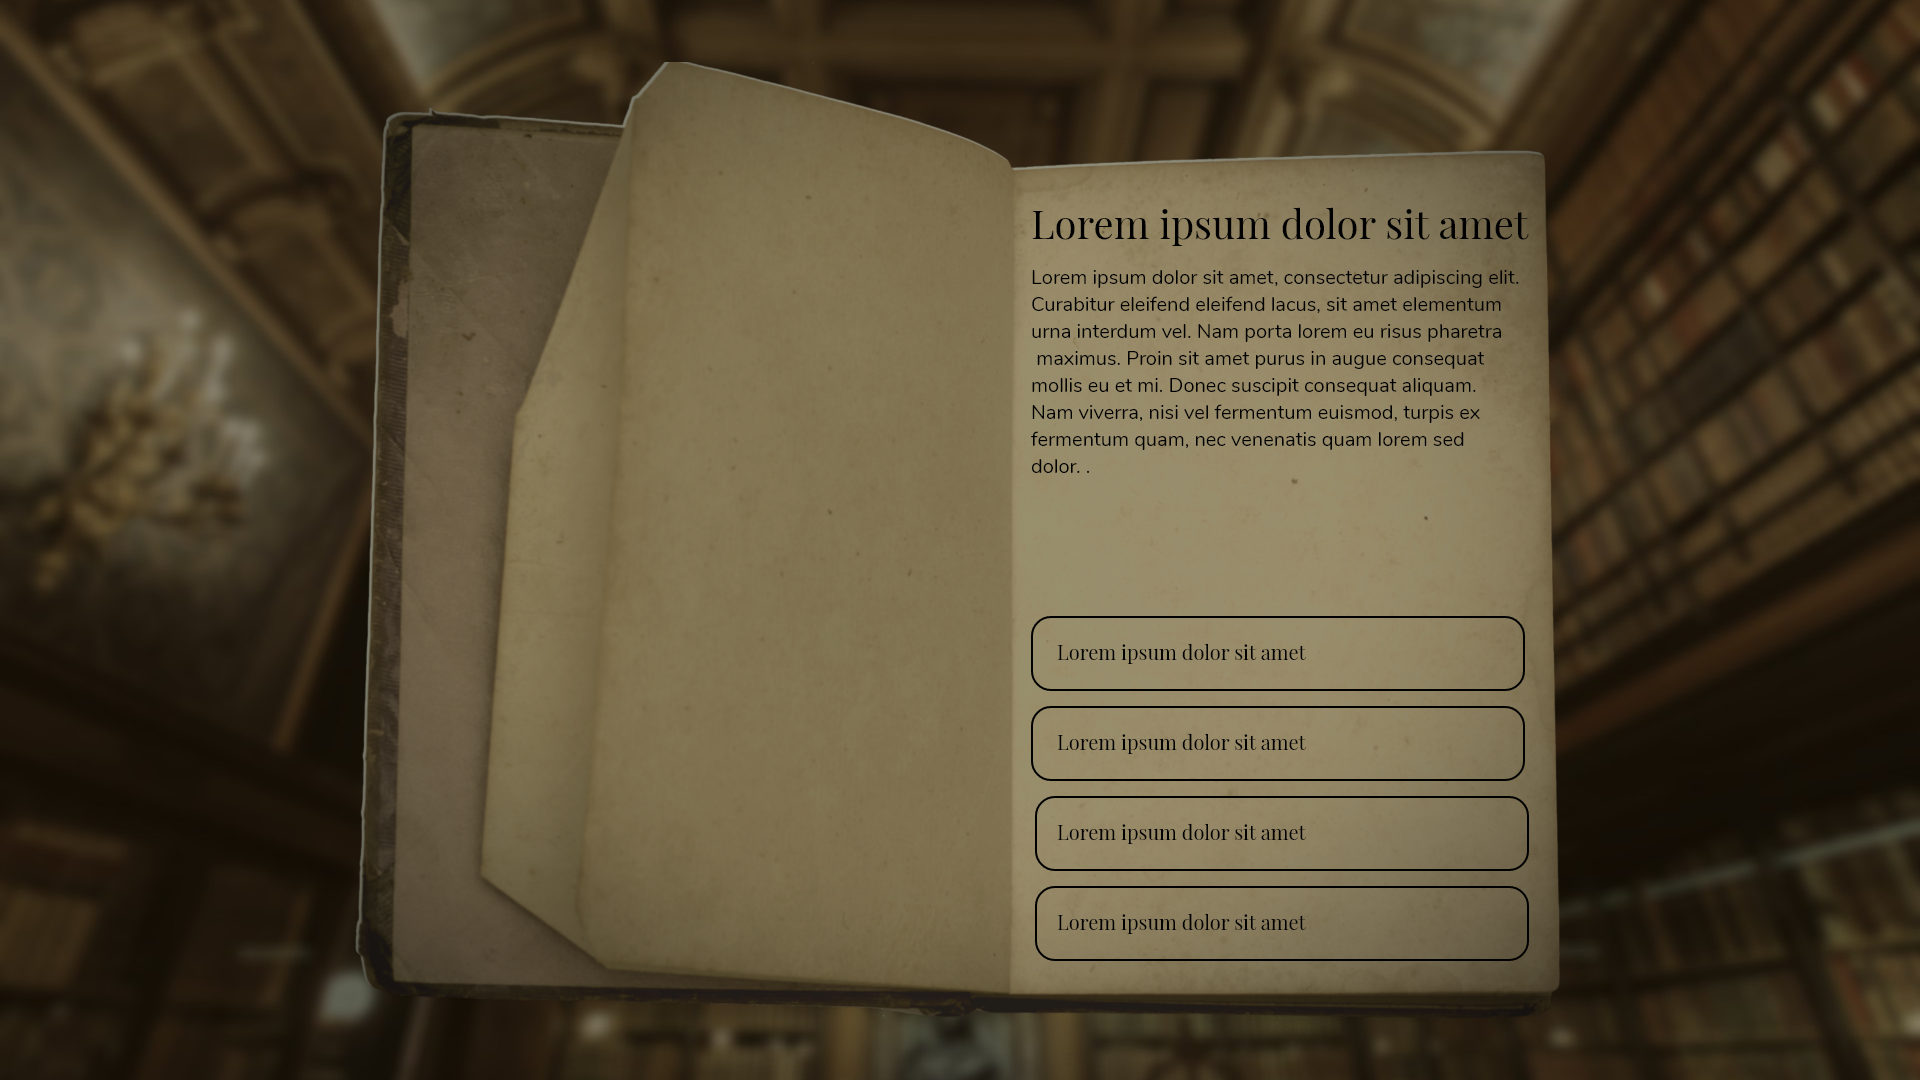 Lorem ipsum dolor sit amet
Lorem ipsum dolor sit amet, consectetur adipiscing elit.
Curabitur eleifend eleifend lacus, sit amet elementum
urna interdum vel. Nam porta lorem eu risus pharetra
maximus. Proin sit amet purus in augue consequat
mollis eu et mi. Donec suscipit consequat aliquam.
Nam viverra, nisi vel fermentum euismod, turpis ex
fermentum quam, nec venenatis quam lorem sed
dolor. .
Lorem ipsum dolor sit amet
Lorem ipsum dolor sit amet
Lorem ipsum dolor sit amet
Lorem ipsum dolor sit amet